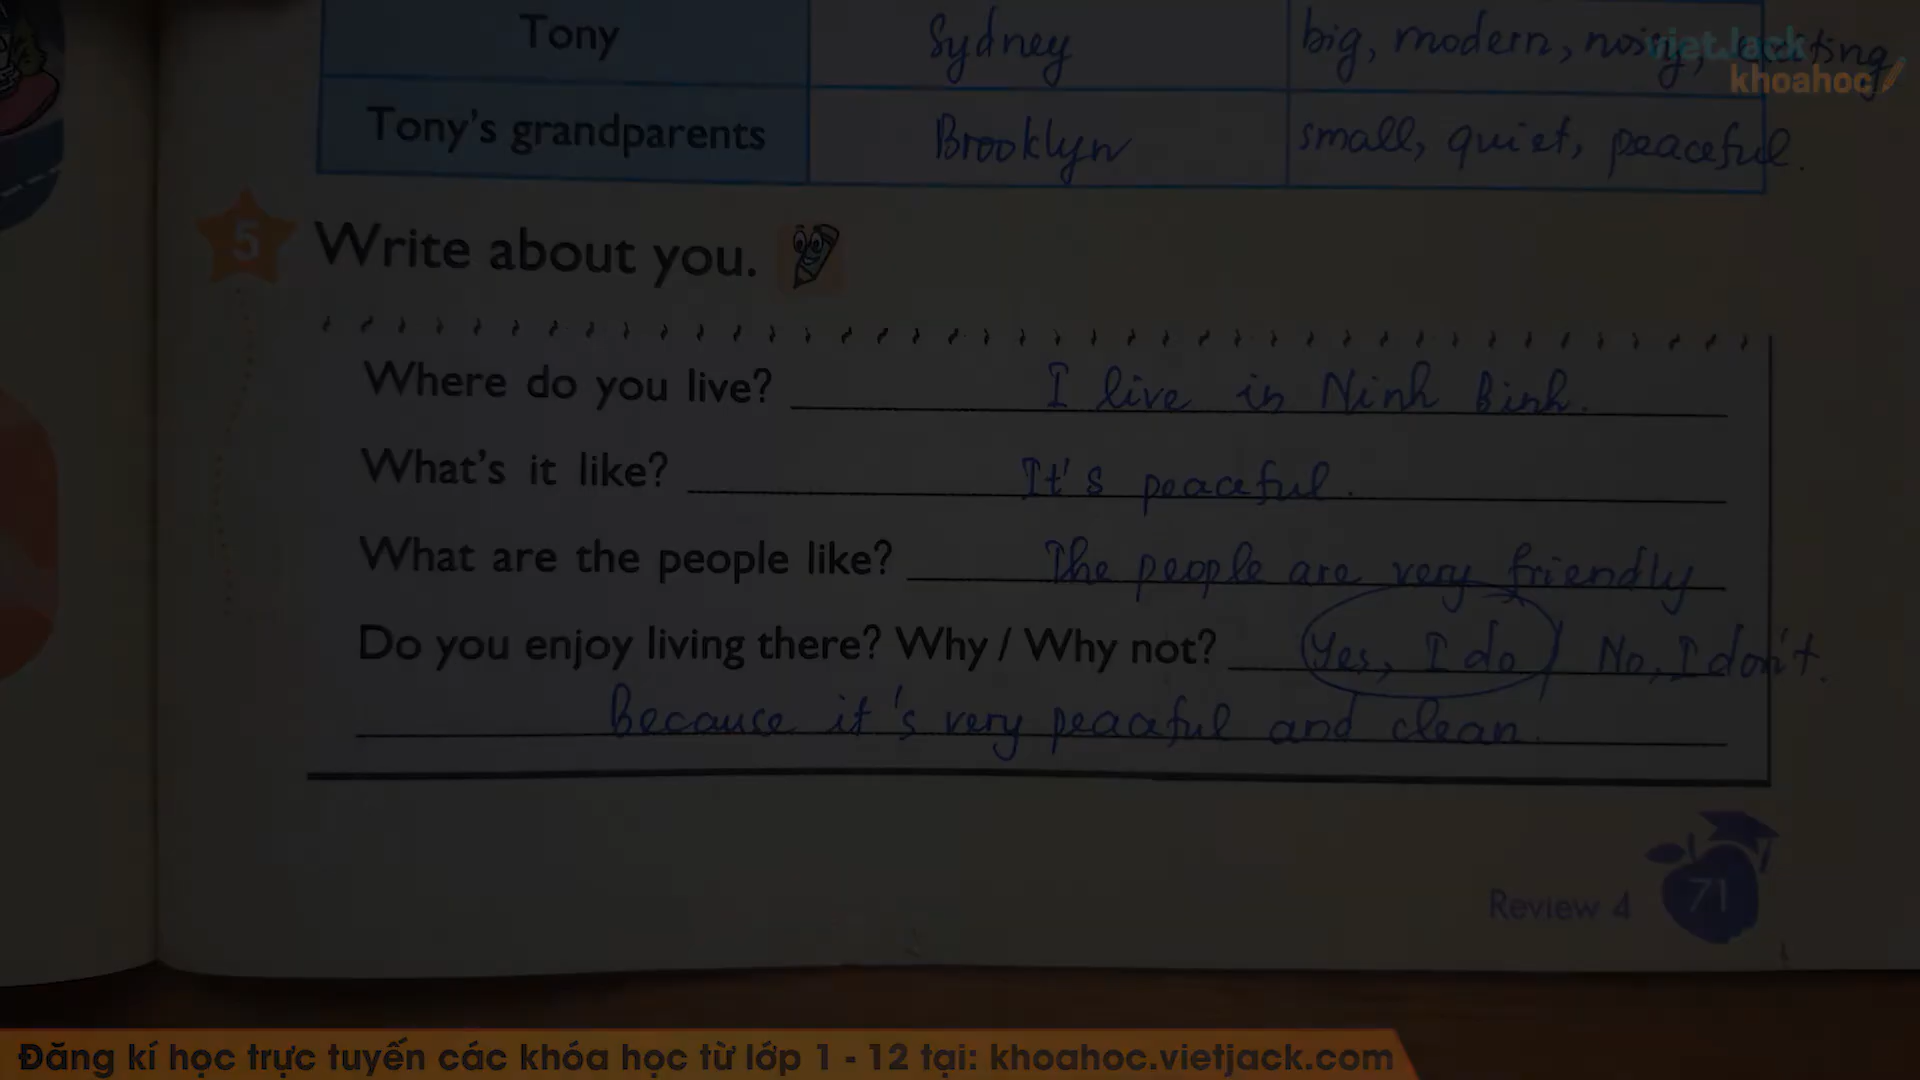 Tony Sydney big, modern, noisy, exciting
vietJack
khoahoc
Tony's grandparents Brooklyn small, quiet, peaceful.
5 Write about you.
Where do you live? I live in Ninh Binh.
What's it like? It's peaceful.
What are the people like? The people are very friendly
Do you enjoy living there? Why / Why not? Yes, I do / No, I don't.
Because it's very peaceful and clean.
Review 4 71
Đăng kí học trực tuyến các khóa học từ lớp 1 - 12 tại: khoahoc.vietjack.com